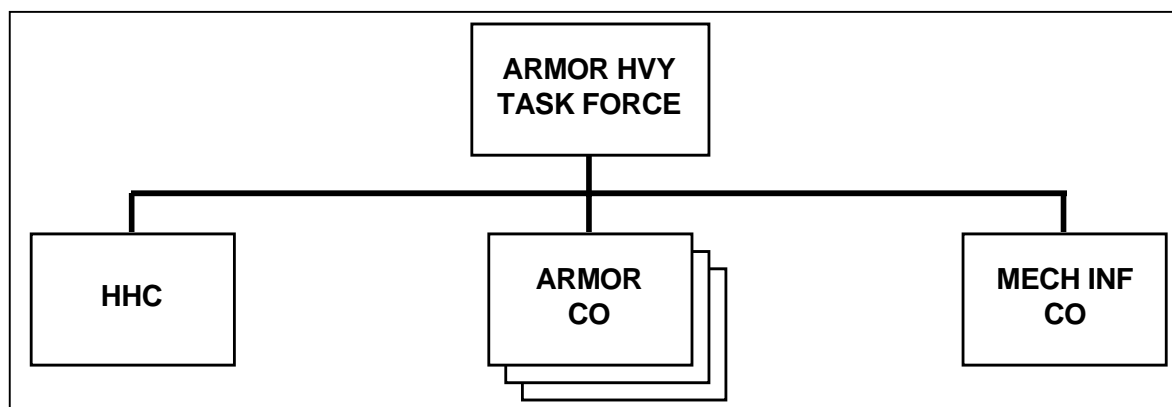 ARMOR HVY
TASK FORCE
HHC
ARMOR
CO
MECH INF
CO